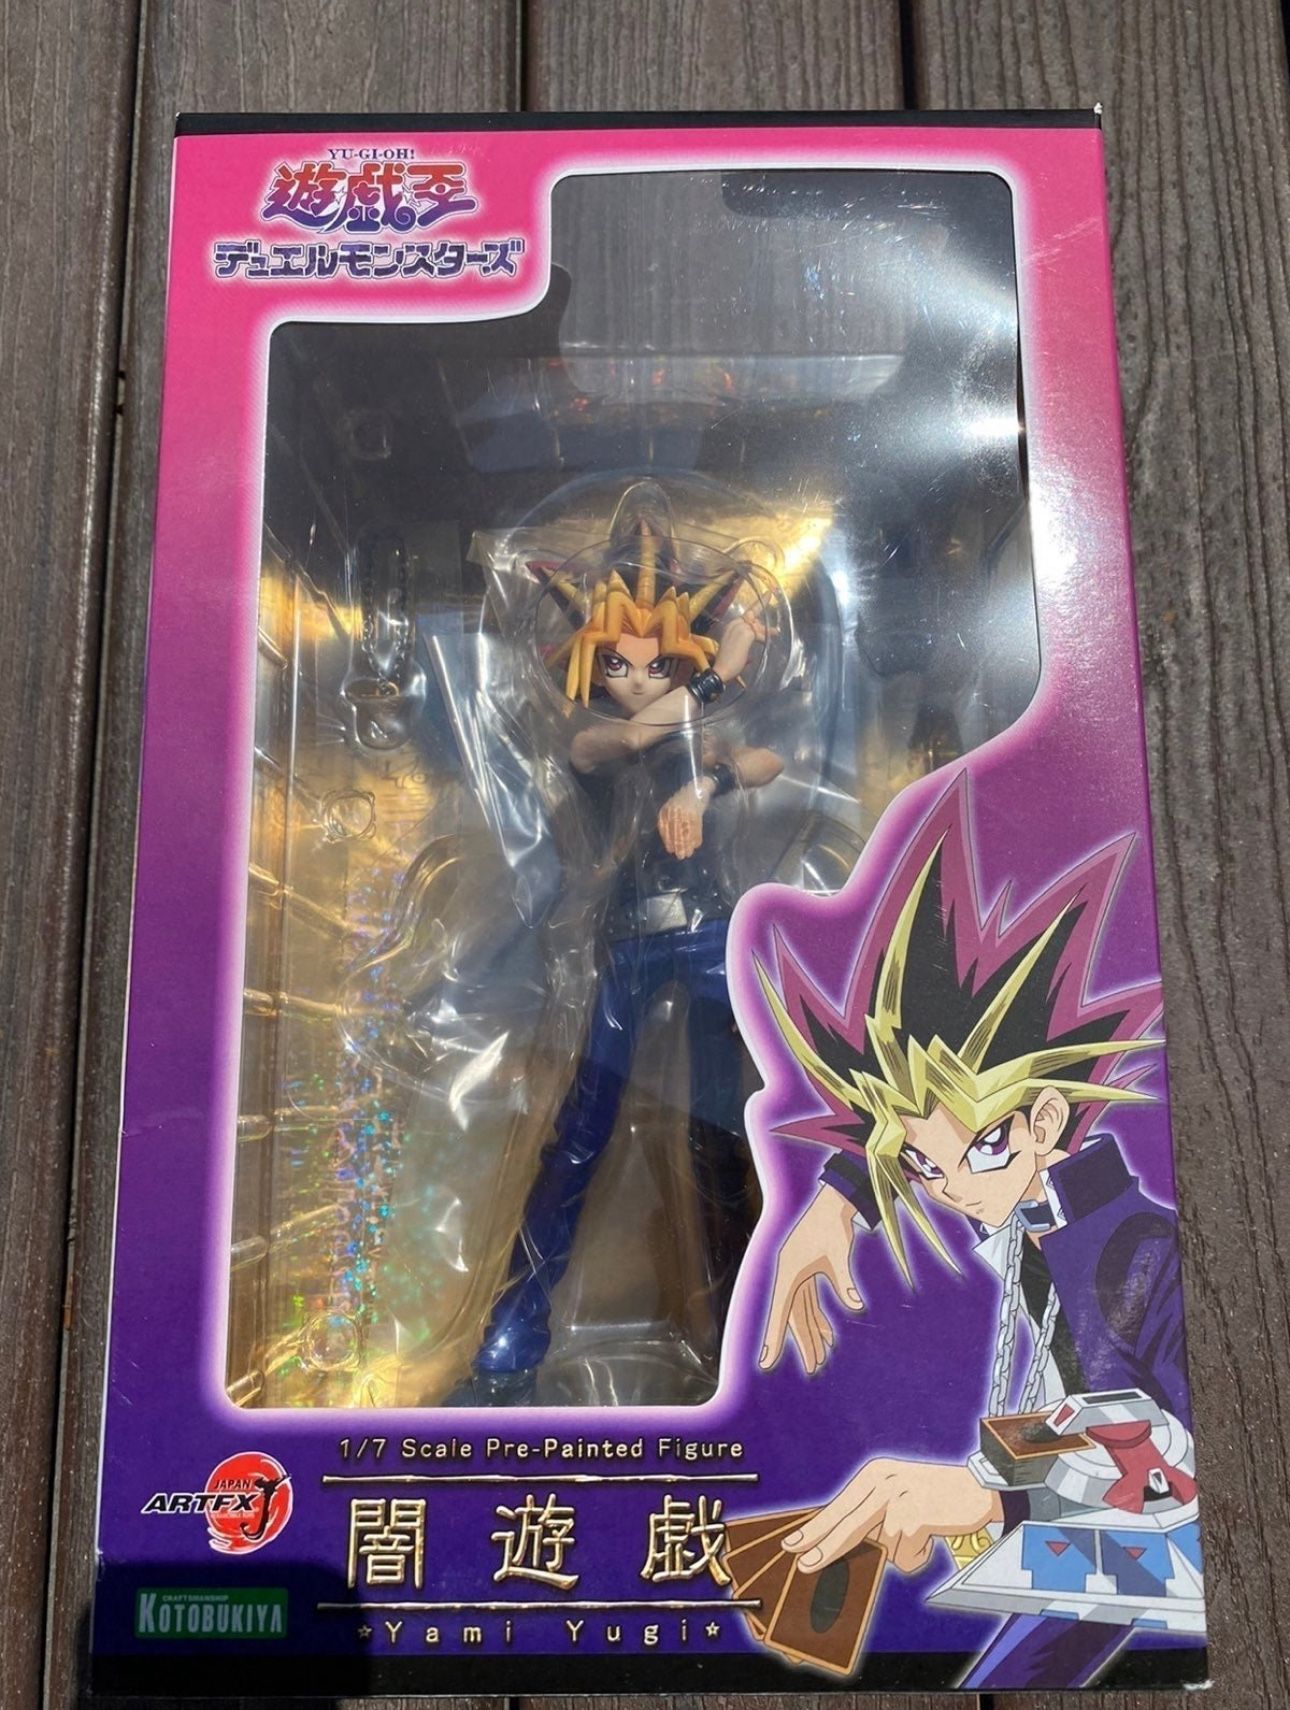 YU-GI-OH!
遊戯王
デュエルモンスターズ
1/7 Scale Pre-Painted Figure
JAPAN
ARTFX J
闇遊戯
CRAFTSMANSHIP
KOTOBUKIYA
☆Yami Yugi☆